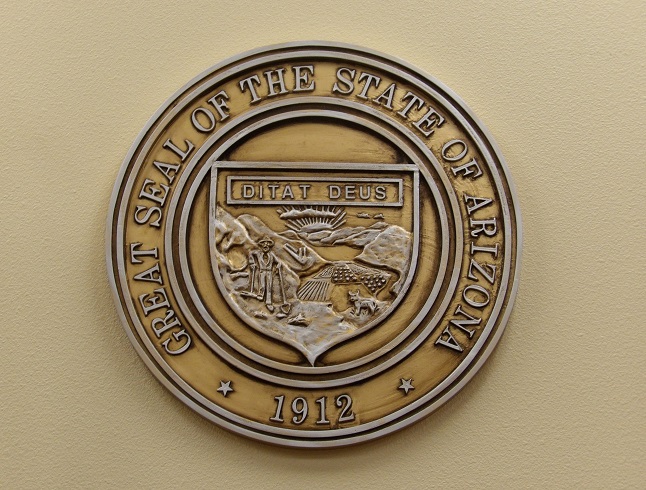 GREAT SEAL OF THE STATE OF ARIZONA
DITAT DEUS
1912